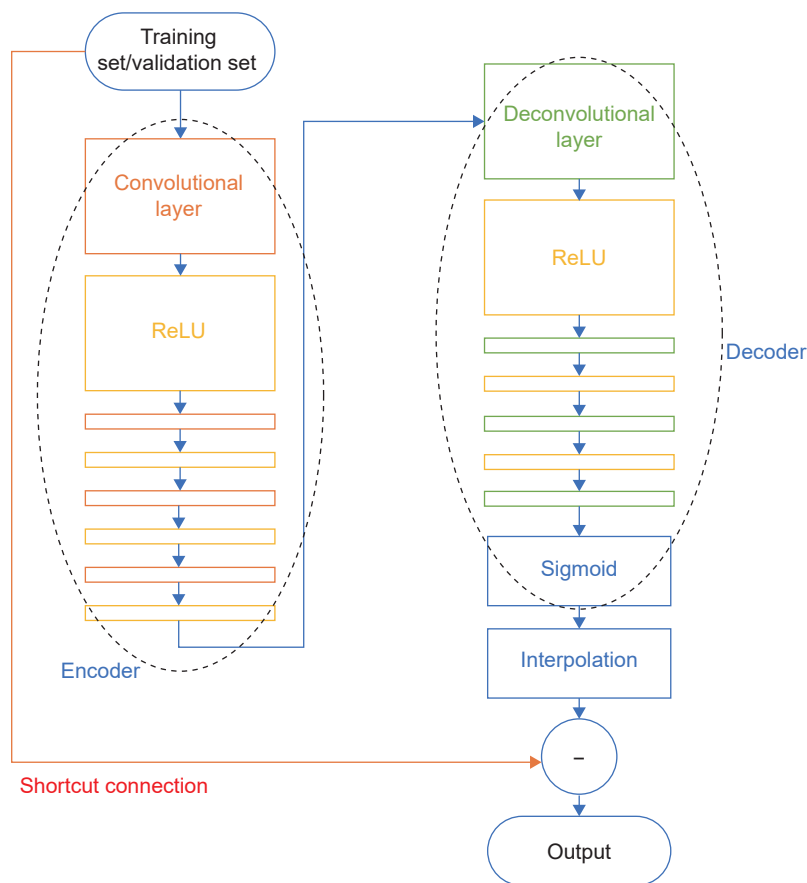 Training
set/validation set
Convolutional
layer
ReLU
Encoder
Shortcut connection
Deconvolutional
layer
ReLU
Decoder
Sigmoid
Interpolation
–
Output